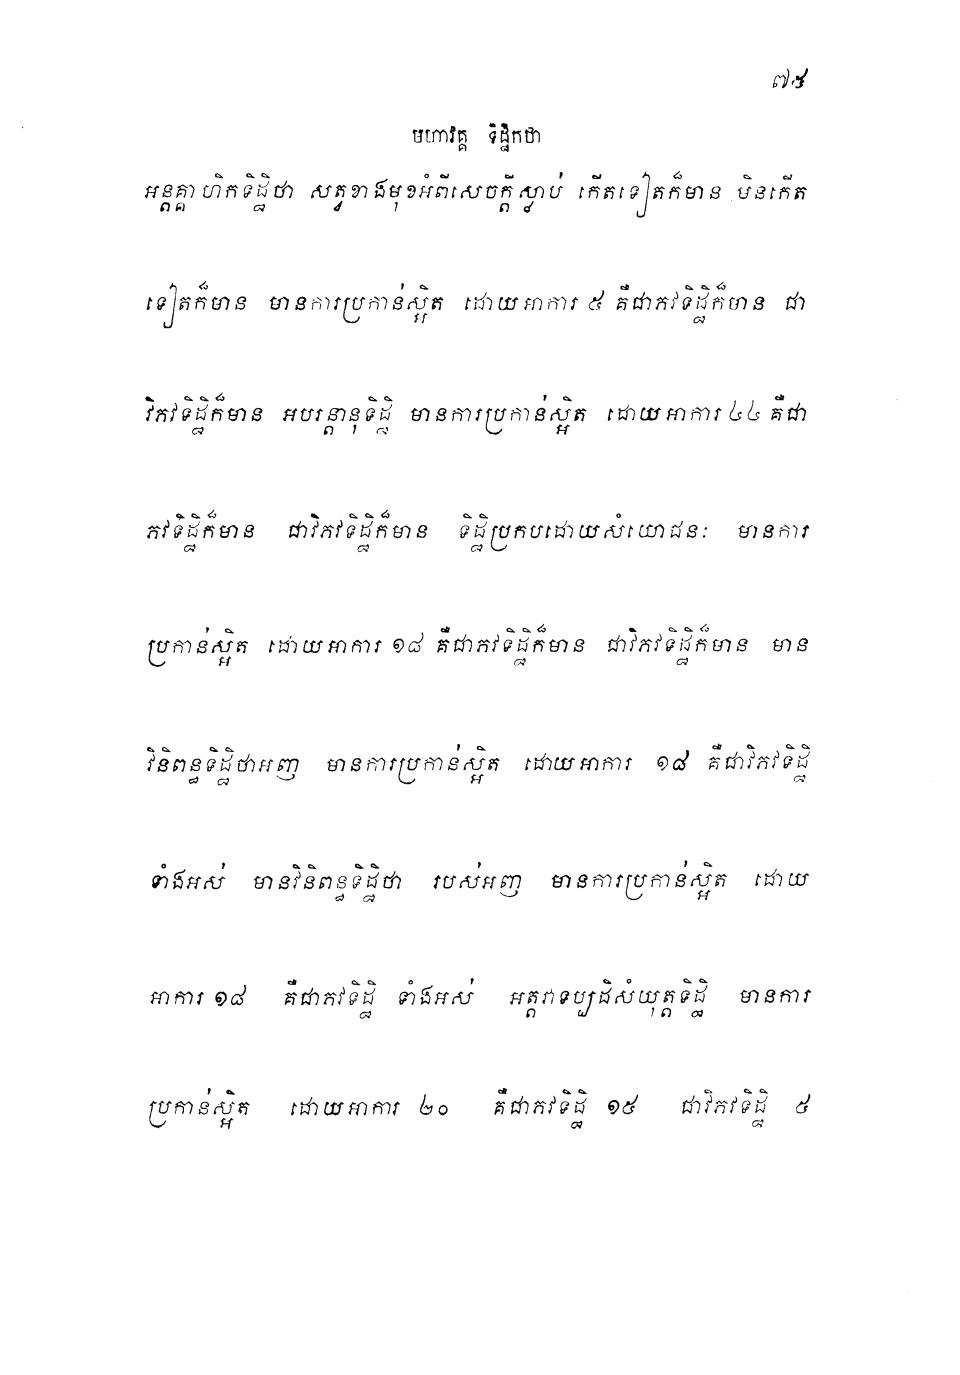 ៧៥
មហាវគ្គ ទិដ្ឋិកថា
អន្តគ្គាហិកទិដ្ឋិថា សត្វខាងមុខអំពីសេចក្តីស្លាប់ កើតទៀតក៏មាន មិនកើត
ទៀតក៏មាន មានការប្រកាន់ស្អិត ដោយអាការ ៥ គឺជាភវទិដ្ឋិក៏មាន ជា
វិភវទិដ្ឋិក៏មាន អបរន្តានុទិដ្ឋិ មានការប្រកាន់ស្អិត ដោយអាការ ៤៤ គឺជា
ភវទិដ្ឋិក៏មាន ជាវិភវទិដ្ឋិក៏មាន ទិដ្ឋិប្រកបដោយសំយោជនៈ មានការ
ប្រកាន់ស្អិត ដោយអាការ ១៨ គឺជាភវទិដ្ឋិក៏មាន ជាវិភវទិដ្ឋិក៏មាន មាន
វិនិពន្ធទិដ្ឋិថាអញ មានការប្រកាន់ស្អិត ដោយអាការ ១៨ គឺជាវិភវទិដ្ឋិ
ទាំងអស់ មានវិនិពន្ធទិដ្ឋិថា របស់អញ មានការប្រកាន់ស្អិត ដោយ
អាការ ១៨ គឺជាភវទិដ្ឋិ ទាំងអស់ អត្តវាទប្បដិសំយុត្តទិដ្ឋិ មានការ
ប្រកាន់ស្អិត ដោយអាការ ២០ គឺជាភវទិដ្ឋិ ១៥ ជាវិភវទិដ្ឋិ ៥